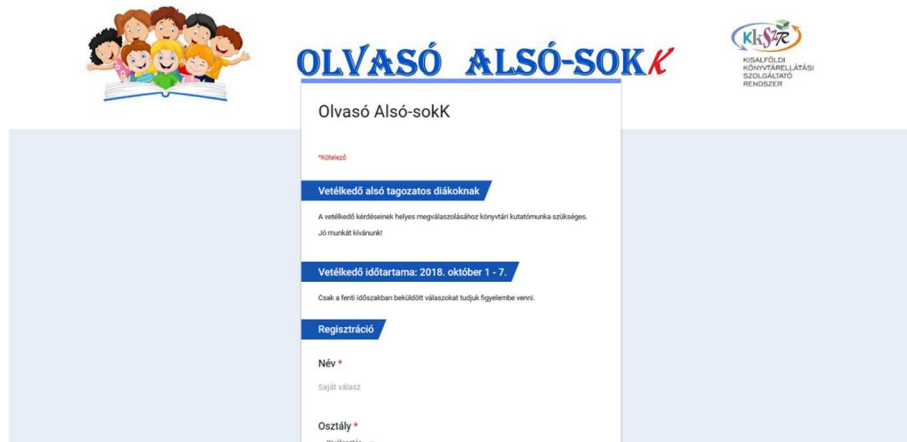 OLVASÓ ALSÓ-SOKK
KkSZR
KISALFÖLDI
KÖNYVTÁRELLÁTÁSI
SZOLGÁLTATÓ
RENDSZER
Olvasó Alsó-sokK
*Kötelező
Vetélkedő alsó tagozatos diákoknak
A vetélkedő kérdéseinek helyes megválaszolásához könyvtári kutatómunka szükséges.
Jó munkát kívánunk!
Vetélkedő időtartama: 2018. október 1 - 7.
Csak a fenti időszakban beküldött válaszokat tudjuk figyelembe venni.
Regisztráció
Név *
Saját válasz
Osztály *